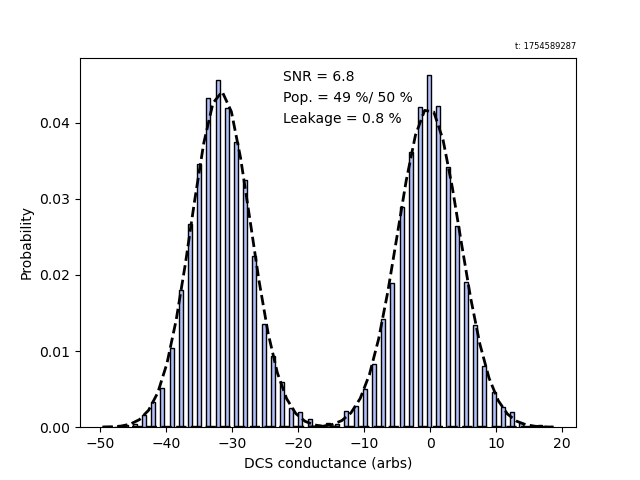 t: 1754589287
SNR = 6.8
Pop. = 49 %/ 50 %
Leakage = 0.8 %
Probability
0.04
0.03
0.02
0.01
0.00
−50 −40 −30 −20 −10 0 10 20
DCS conductance (arbs)